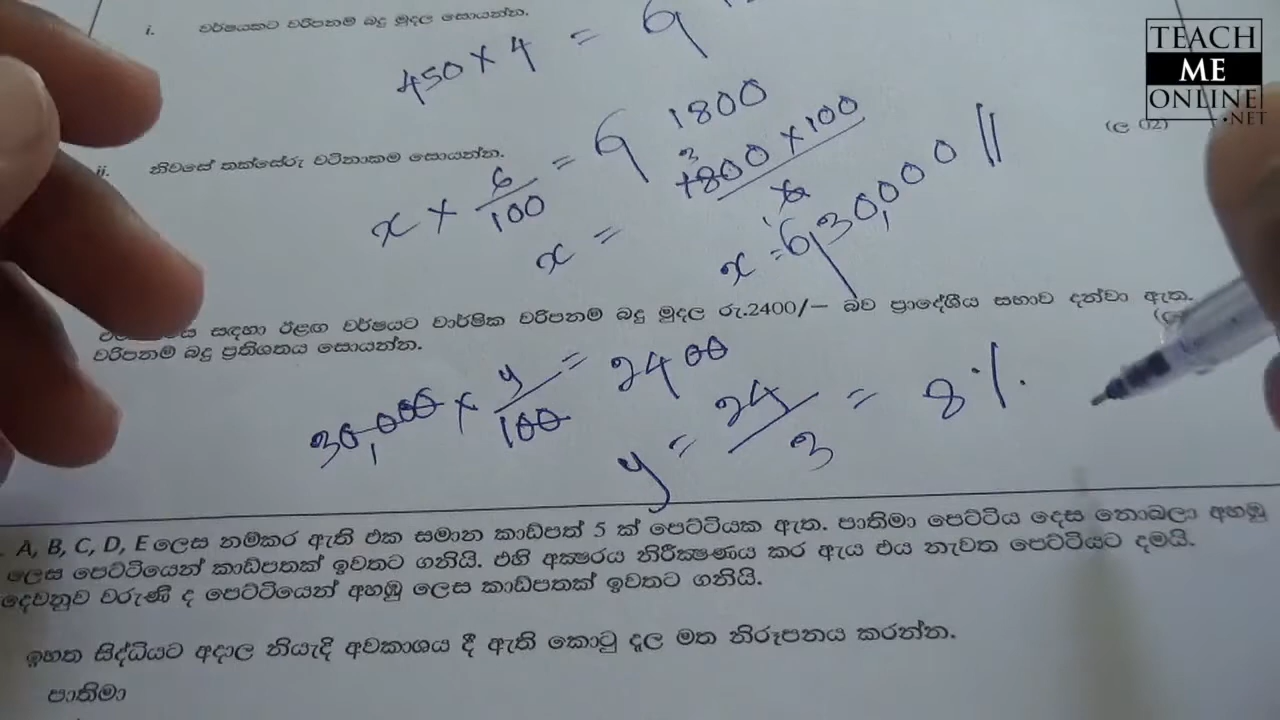 TEACH
ME
ONLINE
.NET
i. වර්ෂයකට වරිපනම් බදු මුදල සොයන්න.
450 × 4 = රු
1800
(ල 02)
ii. නිවසේ තක්සේරු වටිනාකම සොයන්න.
x × 6/100 = රු 1800
x = 1800 × 100 / 6
x = රු 30,000 //
සඳහා ඊළඟ වර්ෂයට වාර්ෂික වරිපනම් බදු මුදල රු.2400/– බව ප්‍රාදේශීය සභාව දන්වා ඇත.
වරිපනම් බදු ප්‍රතිශතය සොයන්න.
30,000 × y/100 = 2400
y = 24/3 = 8%
A, B, C, D, E ලෙස නම්කර ඇති එක සමාන කාඩ්පත් 5 ක් පෙට්ටියක ඇත. පාතිමා පෙට්ටිය දෙස නොබලා අහඹු
ලෙස පෙට්ටියෙන් කාඩ්පතක් ඉවතට ගනියි. එහි අක්ෂරය නිරීක්ෂණය කර ඇය එය නැවත පෙට්ටියට දමයි.
දෙවනුව වරුණි ද පෙට්ටියෙන් අහඹු ලෙස කාඩ්පතක් ඉවතට ගනියි.
ඉහත සිද්ධියට අදාල නියැදි අවකාශය දී ඇති කොටු දැල මත නිරූපනය කරන්න.
පාතිමා